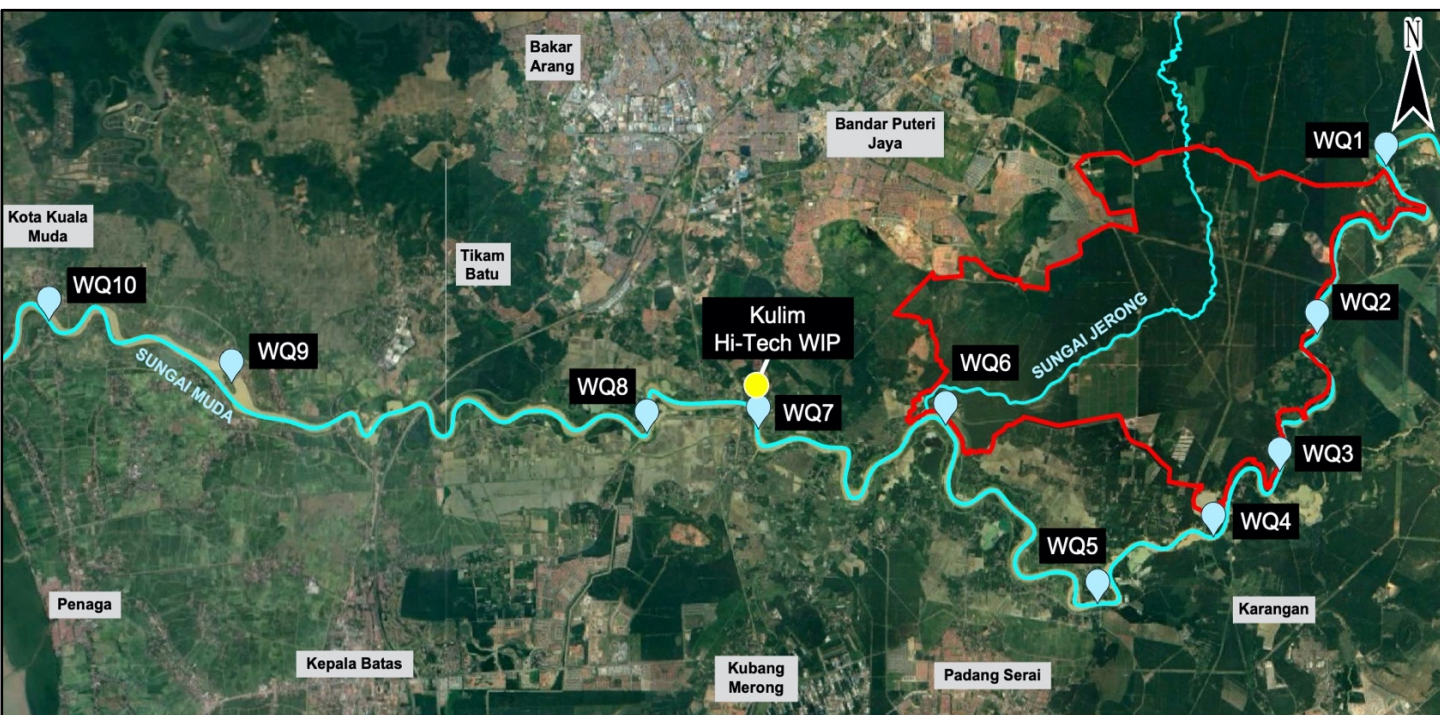 N
Bakar
Arang
Bandar Puteri
Jaya
WQ1
Kota Kuala
Muda
Tikam
Batu
WQ10
WQ2
Kulim
Hi-Tech WIP
SUNGAI JERONG
WQ9
WQ6
SUNGAI MUDA
WQ8
WQ7
WQ3
WQ4
WQ5
Penaga
Karangan
Kepala Batas
Kubang
Merong
Padang Serai